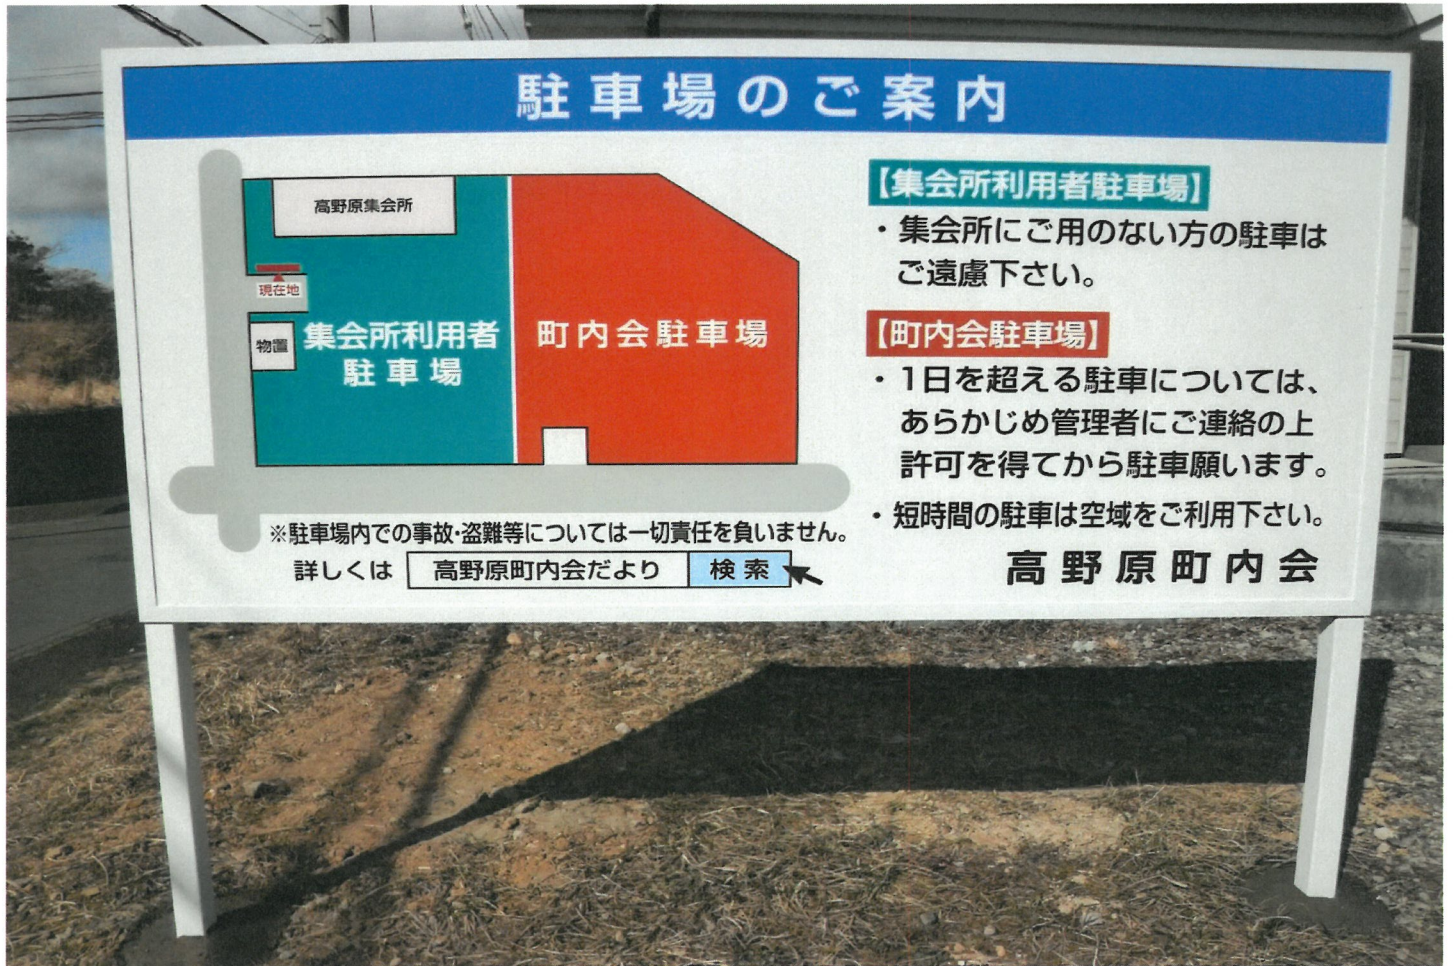 駐車場のご案内
高野原集会所
現在地
物置
集会所利用者
駐車場
町内会駐車場
※駐車場内での事故・盗難等については一切責任を負いません。
詳しくは 高野原町内会だより 検索
【集会所利用者駐車場】
・集会所にご用のない方の駐車は
ご遠慮下さい。
【町内会駐車場】
・1日を超える駐車については、
あらかじめ管理者にご連絡の上
許可を得てから駐車願います。
・短時間の駐車は空域をご利用下さい。
高野原町内会